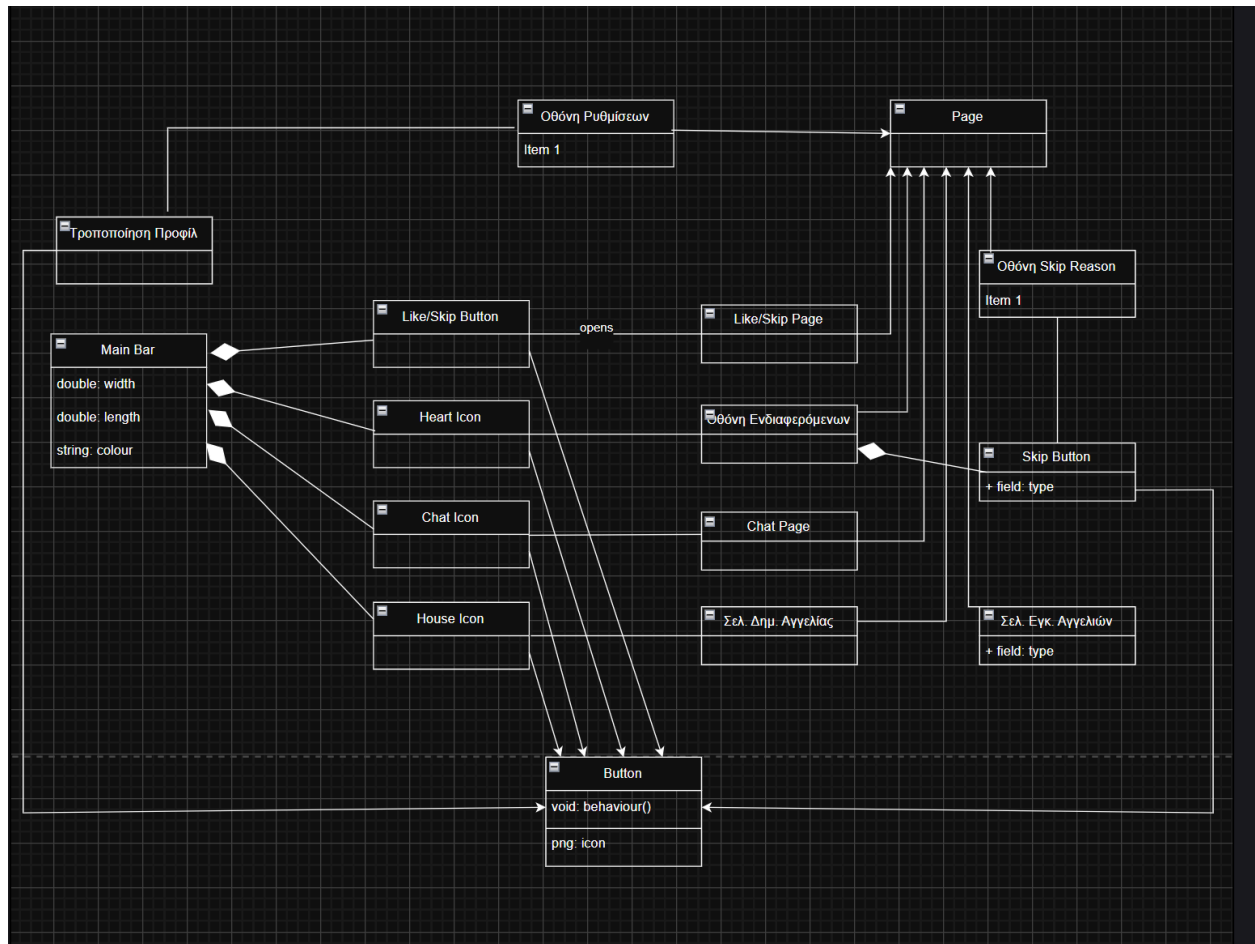 Οθόνη Ρυθμίσεων
Item 1
Page
Τροποποίηση Προφίλ
Οθόνη Skip Reason
Item 1
Like/Skip Button
opens
Like/Skip Page
Main Bar
double: width
double: length
string: colour
Heart Icon
Οθόνη Ενδιαφερόμενων
Skip Button
+ field: type
Chat Icon
Chat Page
House Icon
Σελ. Δημ. Αγγελίας
Σελ. Εγκ. Αγγελιών
+ field: type
Button
void: behaviour()
png: icon